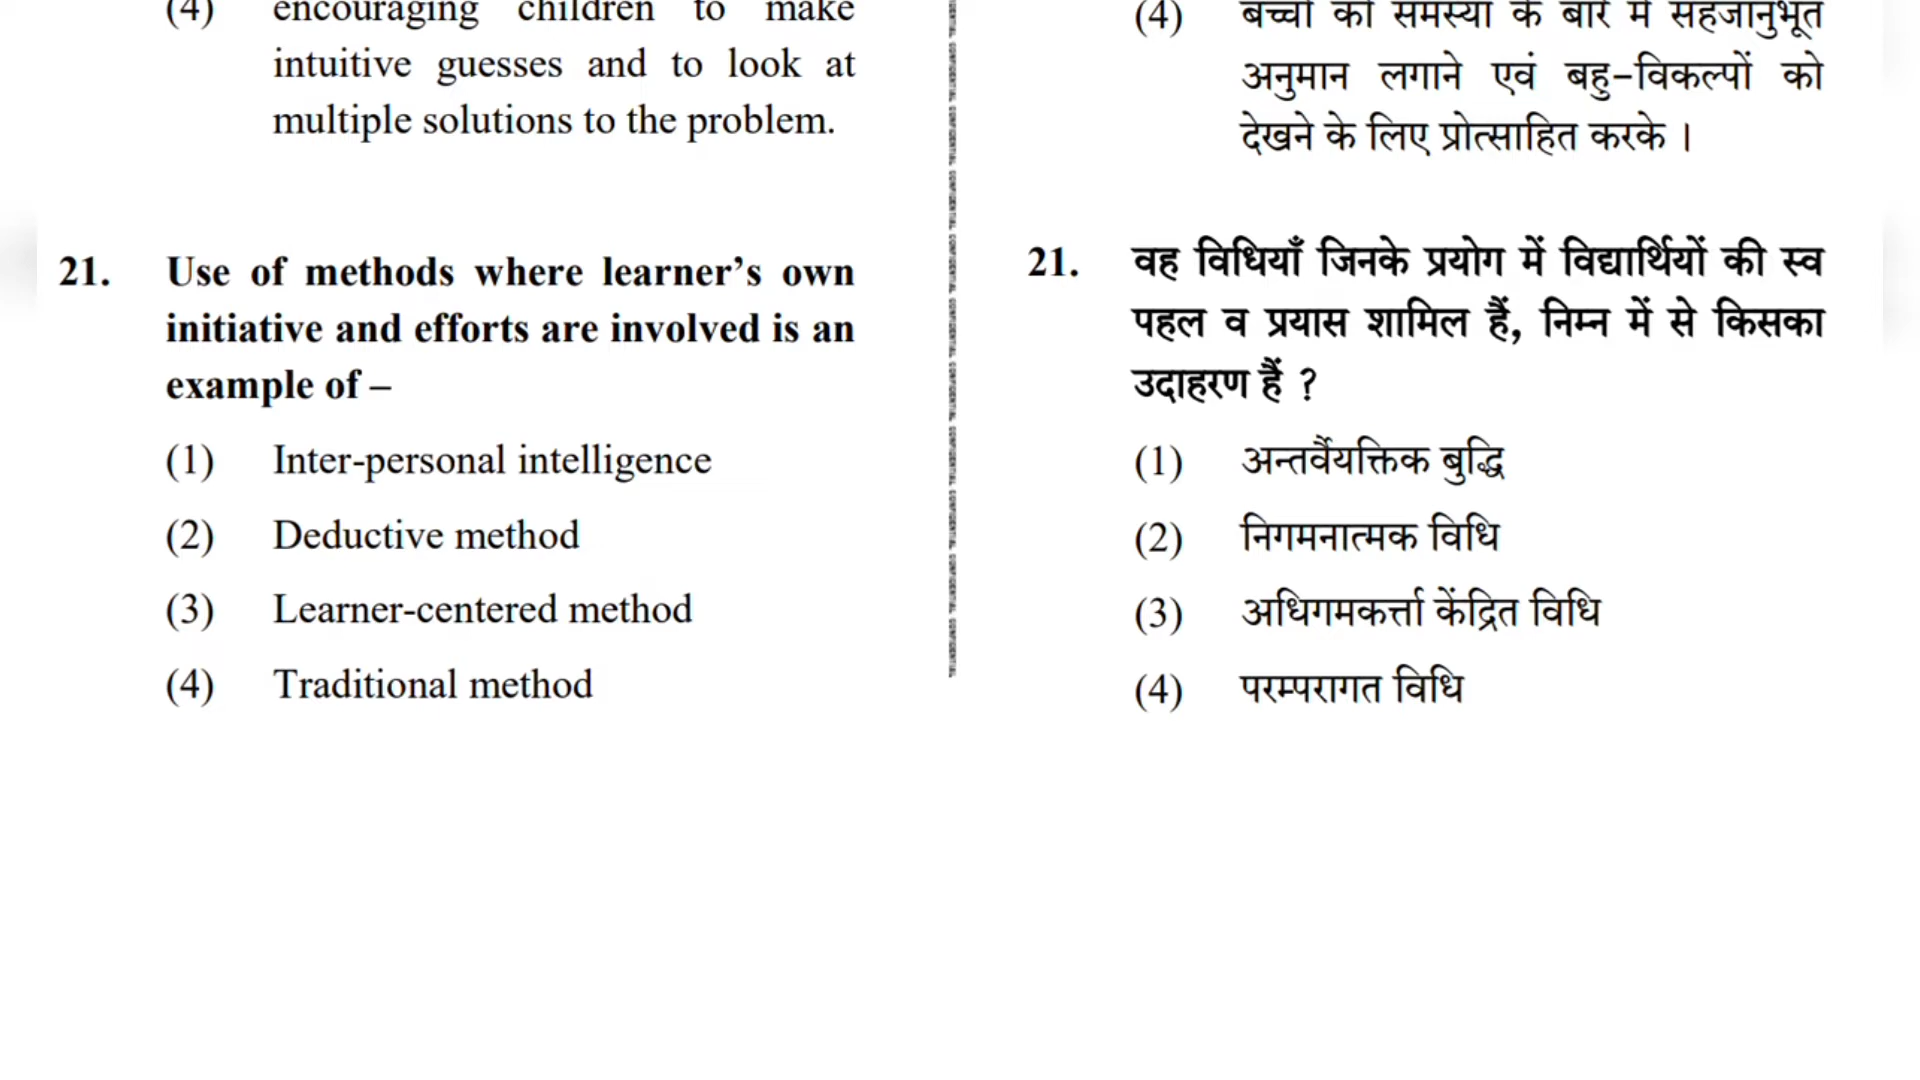 (4) encouraging children to make
intuitive guesses and to look at
multiple solutions to the problem.
21. Use of methods where learner’s own
initiative and efforts are involved is an
example of –
(1) Inter-personal intelligence
(2) Deductive method
(3) Learner-centered method
(4) Traditional method
(4) बच्चों को समस्या के बारे में सहजानुभूत
अनुमान लगाने एवं बहु-विकल्पों को
देखने के लिए प्रोत्साहित करके ।
21. वह विधियाँ जिनके प्रयोग में विद्यार्थियों की स्व
पहल व प्रयास शामिल हैं, निम्न में से किसका
उदाहरण हैं ?
(1) अन्तर्वैयक्तिक बुद्धि
(2) निगमनात्मक विधि
(3) अधिगमकर्त्ता केंद्रित विधि
(4) परम्परागत विधि